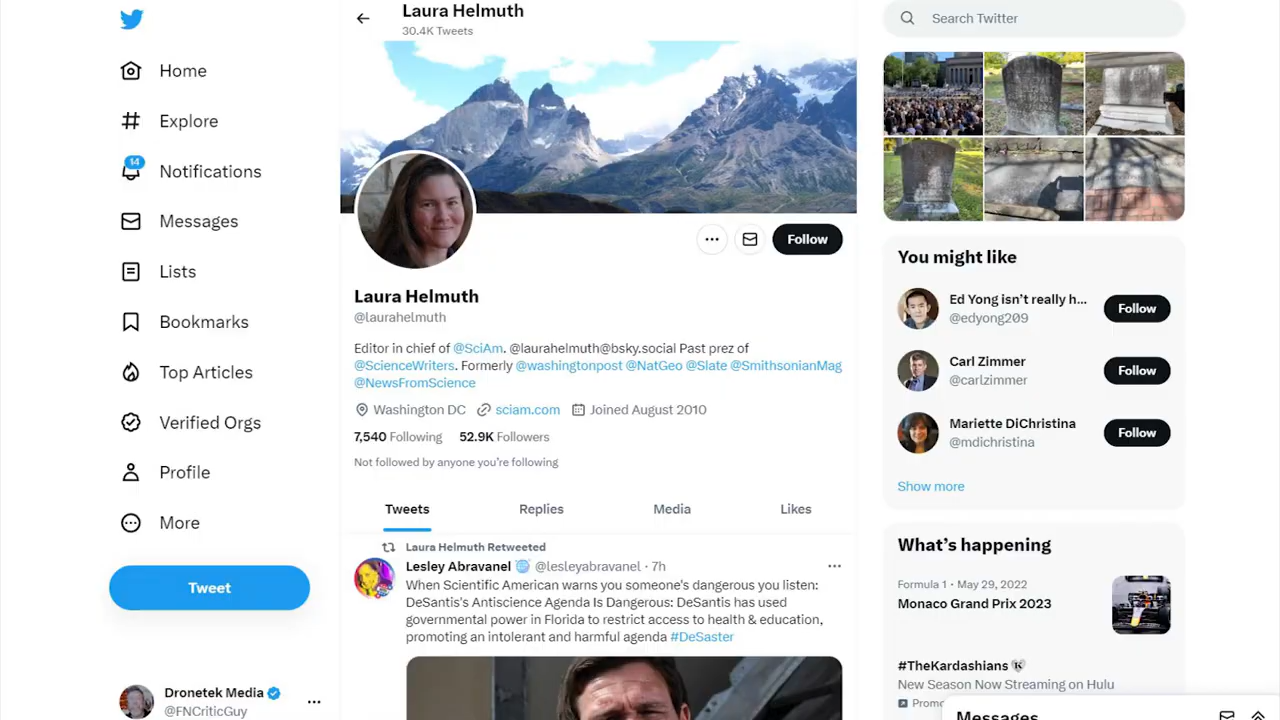 Home
Explore
14
Notifications
Messages
Lists
Bookmarks
Top Articles
Verified Orgs
Profile
More
Tweet
Dronetek Media
@FNCriticGuy
Laura Helmuth
30.4K Tweets
Follow
Laura Helmuth
@laurahelmuth
Editor in chief of @SciAm. @laurahelmuth@bsky.social Past prez of
@ScienceWriters. Formerly @washingtonpost @NatGeo @Slate @SmithsonianMag
@NewsFromScience
Washington DC sciam.com Joined August 2010
7,540 Following 52.9K Followers
Not followed by anyone you're following
Tweets Replies Media Likes
Laura Helmuth Retweeted
Lesley Abravanel @lesleyabravanel · 7h
When Scientific American warns you someone's dangerous you listen:
DeSantis's Antiscience Agenda Is Dangerous: DeSantis has used
governmental power in Florida to restrict access to health & education,
promoting an intolerant and harmful agenda #DeSaster
Search Twitter
You might like
Ed Yong isn't really h...
@edyong209
Follow
Carl Zimmer
@carlzimmer
Follow
Mariette DiChristina
@mdichristina
Follow
Show more
What's happening
Formula 1 · May 29, 2022
Monaco Grand Prix 2023
#TheKardashians
New Season Now Streaming on Hulu
Promo
Messages